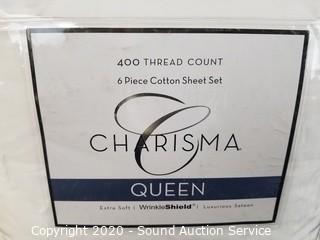 400 THREAD COUNT
6 Piece Cotton Sheet Set
C
CHARISMA
QUEEN
Extra Soft | WrinkleShield™ | Luxurious Sateen
Copyright 2020 - Sound Auction Service